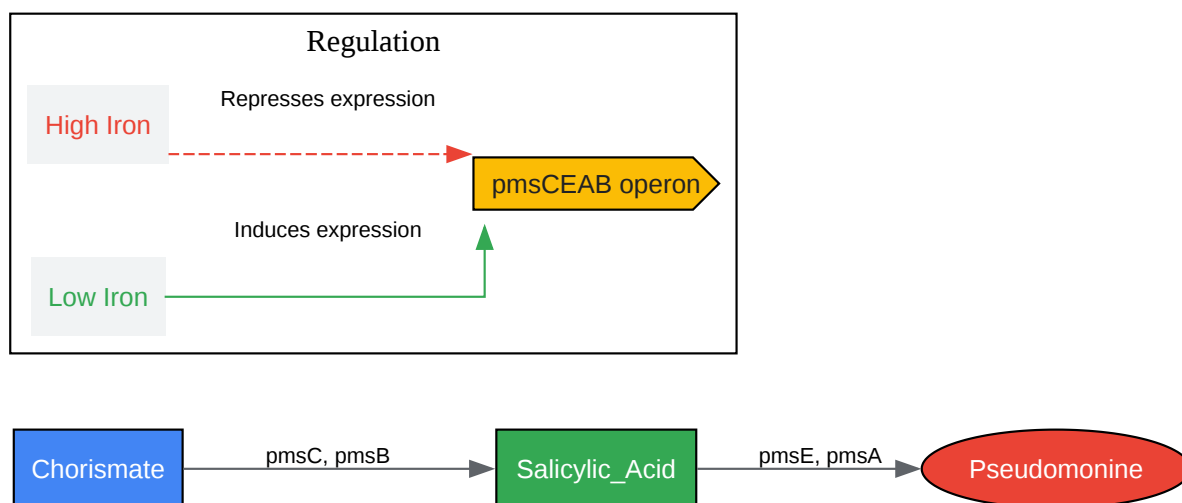 Regulation
Represses expression
High Iron
pmsCEAB operon
Induces expression
Low Iron
Chorismate
pmsC, pmsB
Salicylic_Acid
pmsE, pmsA
Pseudomonine